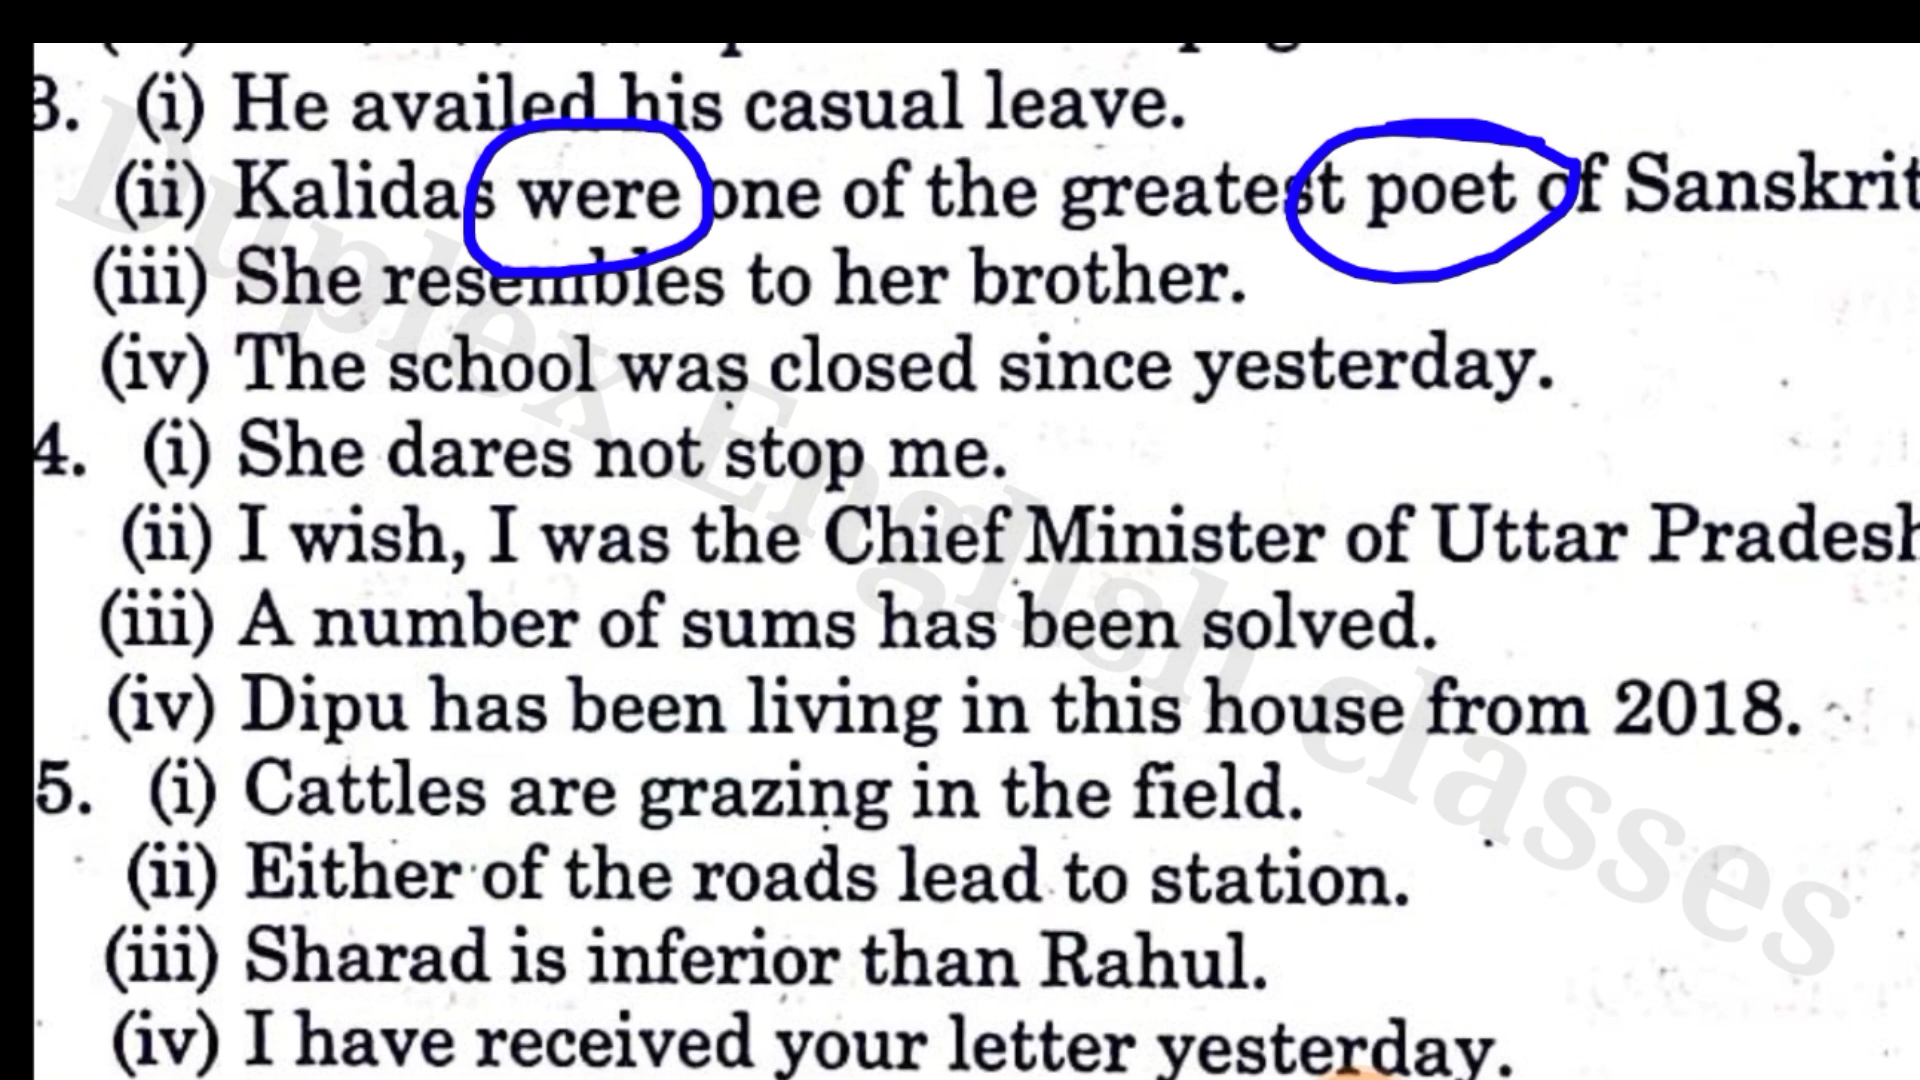 3. (i) He availed his casual leave.
(ii) Kalidas were one of the greatest poet of Sanskrit
(iii) She resembles to her brother.
(iv) The school was closed since yesterday.
4. (i) She dares not stop me.
(ii) I wish, I was the Chief Minister of Uttar Pradesh
(iii) A number of sums has been solved.
(iv) Dipu has been living in this house from 2018.
5. (i) Cattles are grazing in the field.
(ii) Either of the roads lead to station.
(iii) Sharad is inferior than Rahul.
(iv) I have received your letter yesterday.
Duplex English classes